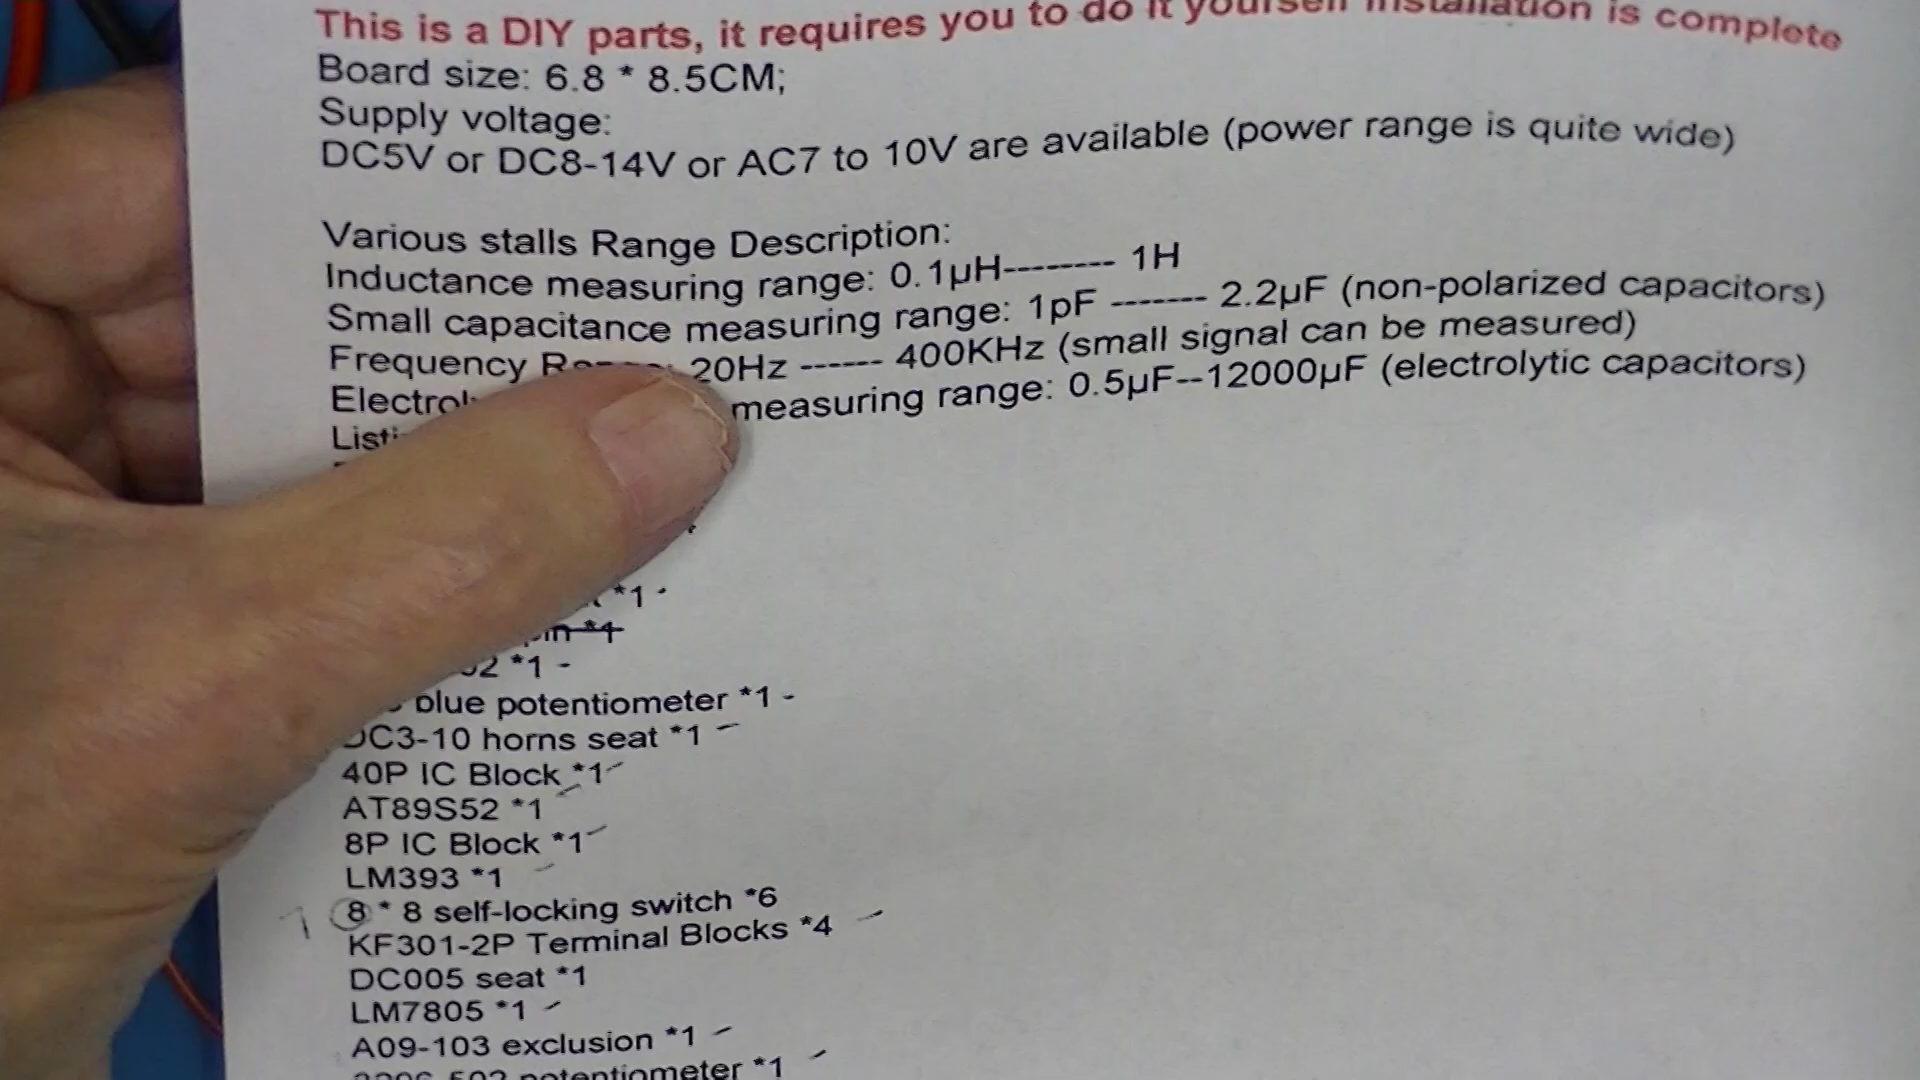 This is a DIY parts, it requires you to do it yourself installation is complete
Board size: 6.8 * 8.5CM;
Supply voltage:
DC5V or DC8-14V or AC7 to 10V are available (power range is quite wide)
Various stalls Range Description:
Inductance measuring range: 0.1µH-------- 1H
Small capacitance measuring range: 1pF ------- 2.2µF (non-polarized capacitors)
Frequency 20Hz ------ 400KHz (small signal can be measured)
measuring range: 0.5µF--12000µF (electrolytic capacitors)
*1
*1
*1 -
blue potentiometer *1 -
DC3-10 horns seat *1
40P IC Block *1
AT89S52 *1
8P IC Block *1
LM393 *1
7 8 * 8 self-locking switch *6
KF301-2P Terminal Blocks *4
DC005 seat *1
LM7805 *1
A09-103 exclusion *1
potentiometer *1